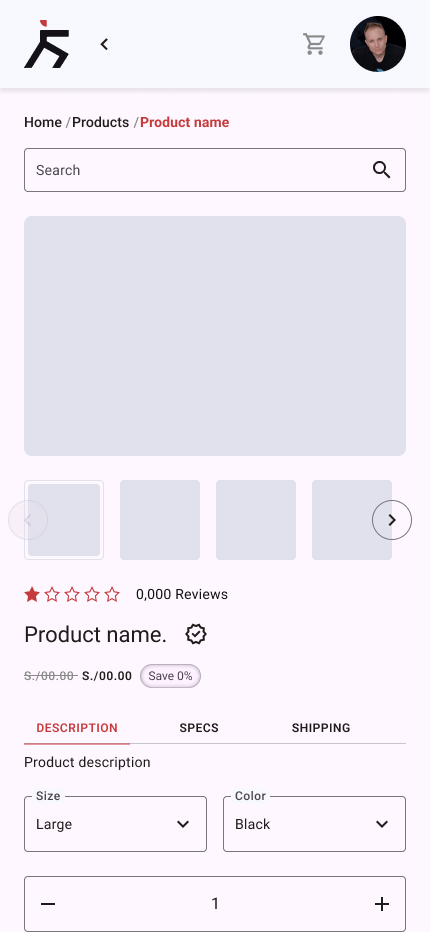 Home / Products / Product name
Search
0,000 Reviews
Product name.
S./00.00 S./00.00 Save 0%
DESCRIPTION SPECS SHIPPING
Product description
Size Color
Large Black
1